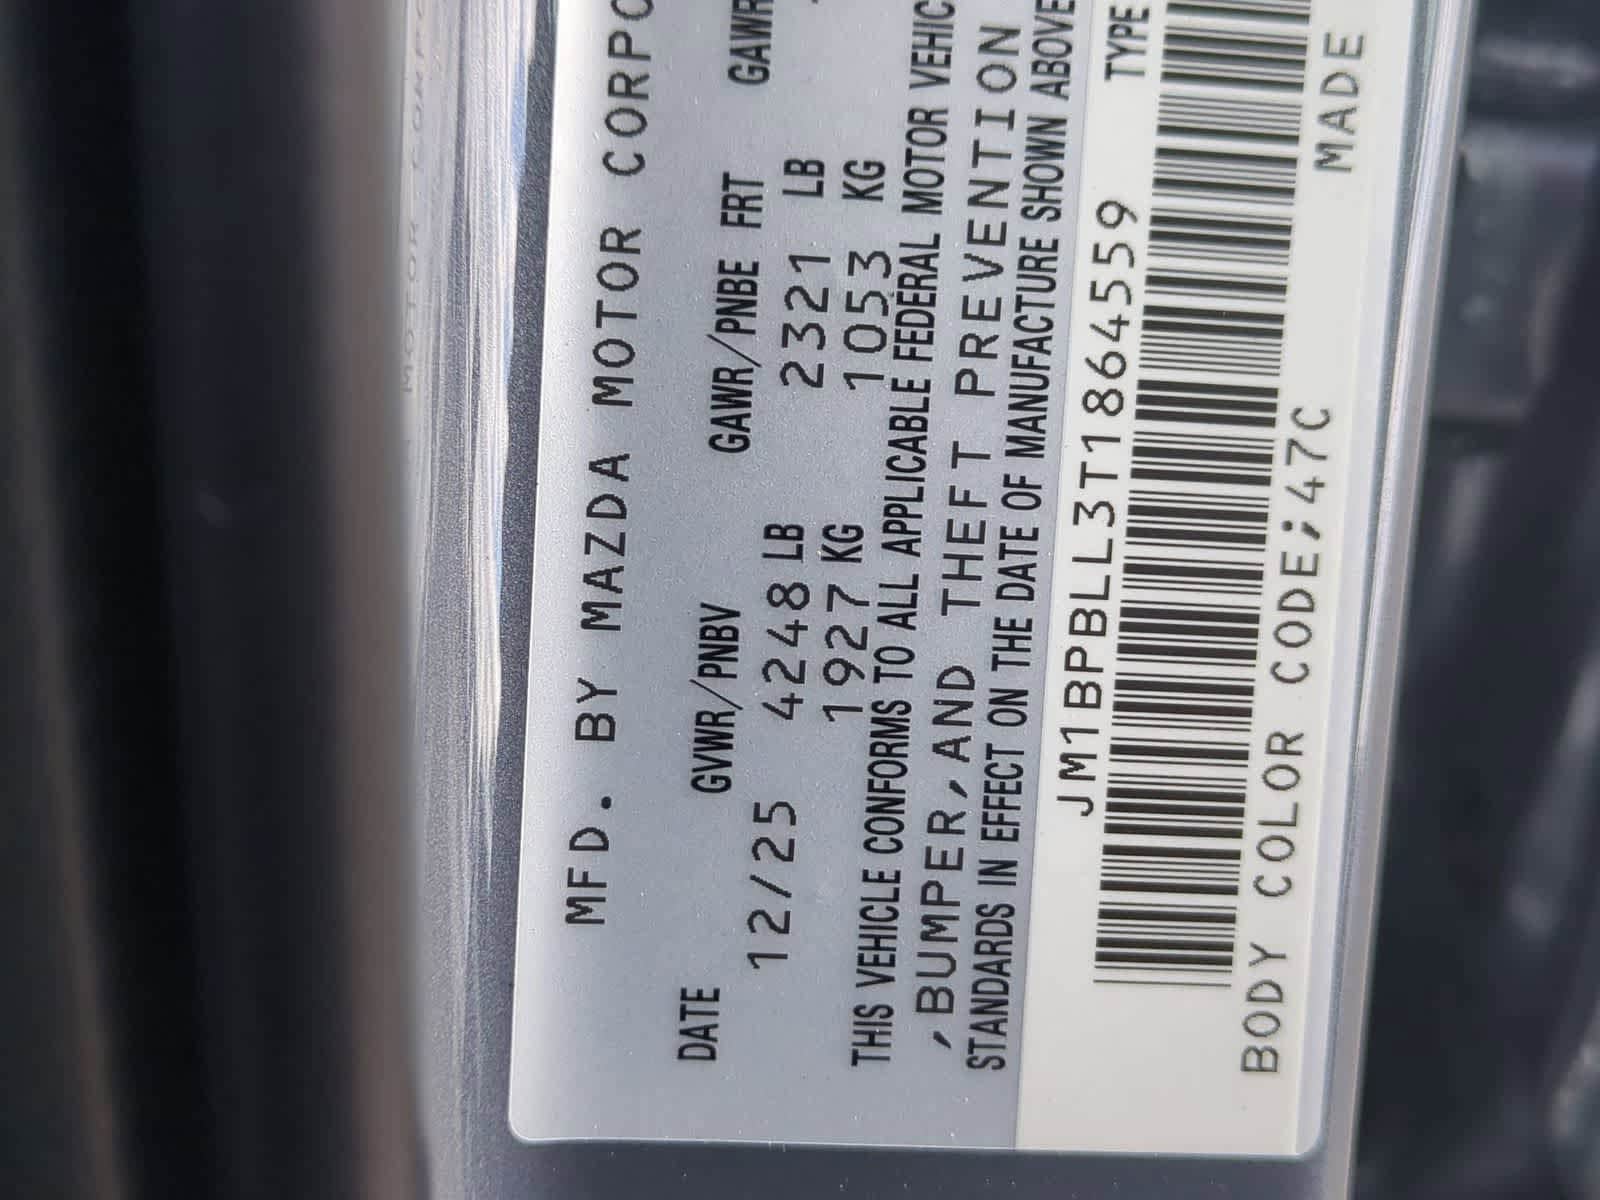 MFD. BY MAZDA MOTOR CORPO
DATE GVWR/PNBV GAWR/PNBE FRT GAWR
12/25 4248 LB 2321 LB
1927 KG 1053 KG
THIS VEHICLE CONFORMS TO ALL APPLICABLE FEDERAL MOTOR VEHIC
,BUMPER,AND THEFT PREVENTION
STANDARDS IN EFFECT ON THE DATE OF MANUFACTURE SHOWN ABOVE
JM1BPBLL3T1864559 TYPE
BODY COLOR CODE;47C MADE